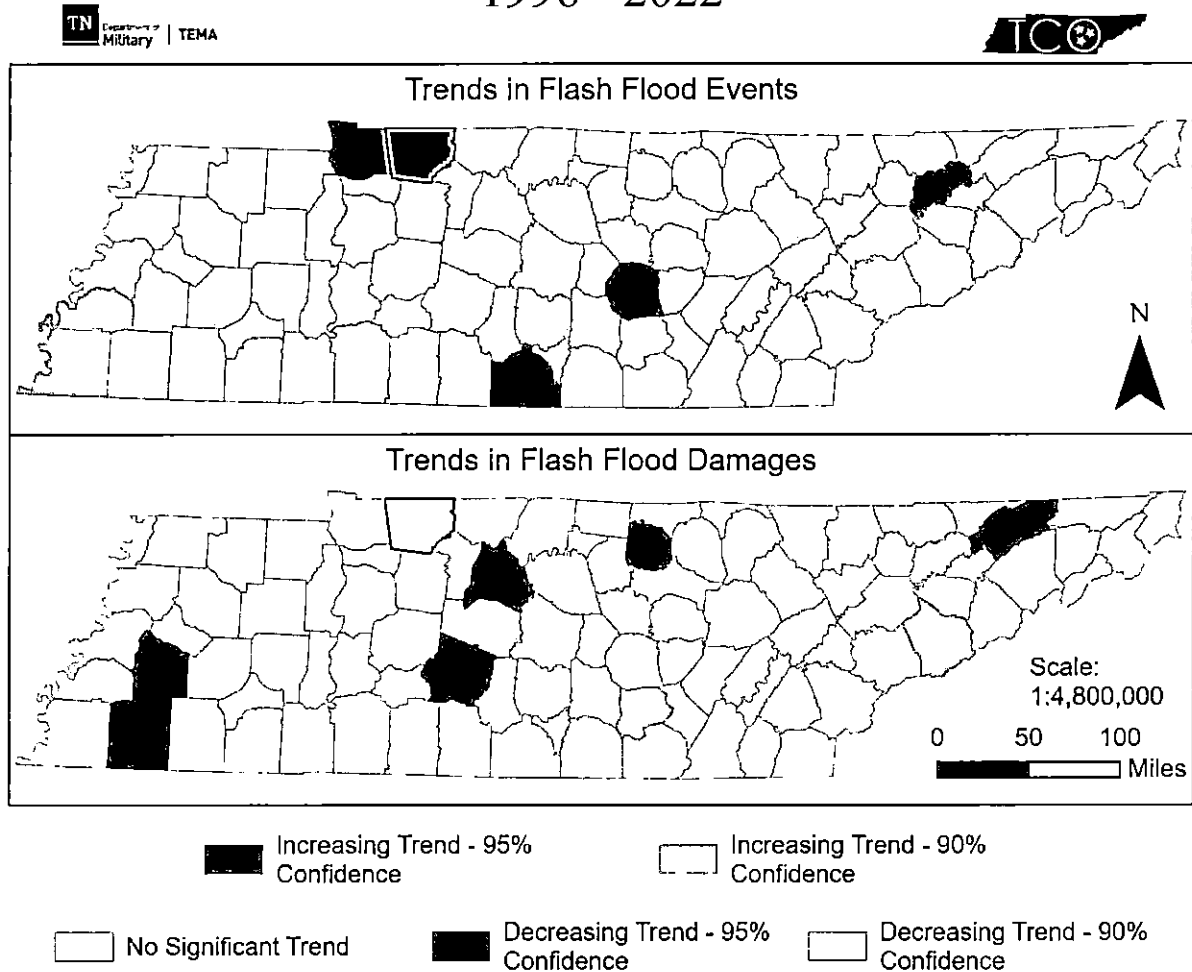 1996 - 2022
TN Department of
Military | TEMA
TCO
Trends in Flash Flood Events
N
Trends in Flash Flood Damages
Scale:
1:4,800,000
0 50 100
Miles
Increasing Trend - 95%
Confidence
Increasing Trend - 90%
Confidence
No Significant Trend
Decreasing Trend - 95%
Confidence
Decreasing Trend - 90%
Confidence